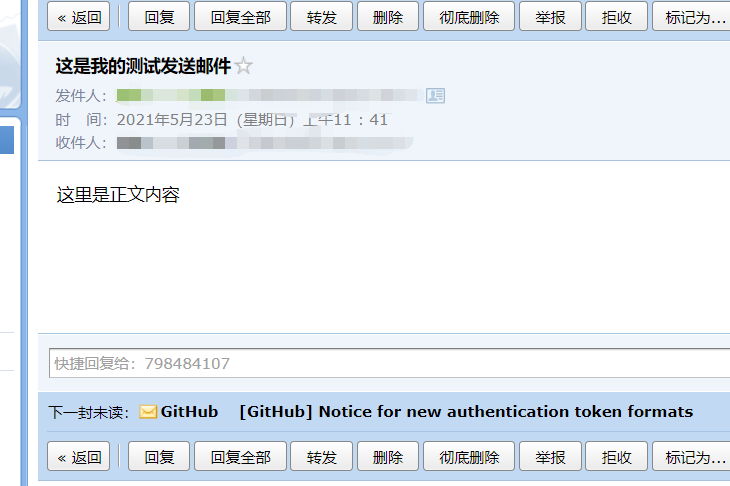 « 返回 回复 回复全部 转发 删除 彻底删除 举报 拒收 标记为...
这是我的测试发送邮件
发件人：
时 间：2021年5月23日（星期日）上午11：41
收件人：
这里是正文内容
快捷回复给：798484107
下一封未读： GitHub [GitHub] Notice for new authentication token formats
« 返回 回复 回复全部 转发 删除 彻底删除 举报 拒收 标记为...